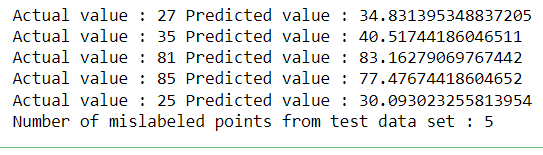 Actual value : 27 Predicted value : 34.831395348837205
Actual value : 35 Predicted value : 40.51744186046511
Actual value : 81 Predicted value : 83.16279069767442
Actual value : 85 Predicted value : 77.47674418604652
Actual value : 25 Predicted value : 30.093023255813954
Number of mislabeled points from test data set : 5